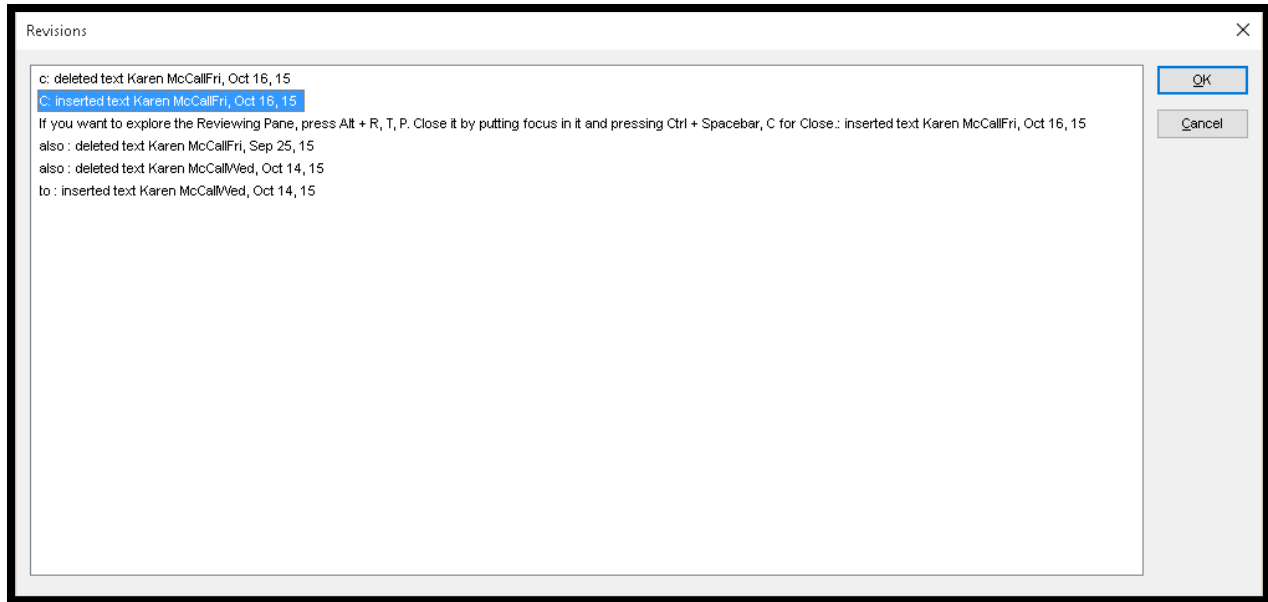 Revisions
c: deleted text Karen McCallFri, Oct 16, 15
C: inserted text Karen McCallFri, Oct 16, 15
If you want to explore the Reviewing Pane, press Alt + R, T, P. Close it by putting focus in it and pressing Ctrl + Spacebar, C for Close.: inserted text Karen McCallFri, Oct 16, 15
also : deleted text Karen McCallFri, Sep 25, 15
also : deleted text Karen McCallWed, Oct 14, 15
to : inserted text Karen McCallWed, Oct 14, 15
OK
Cancel